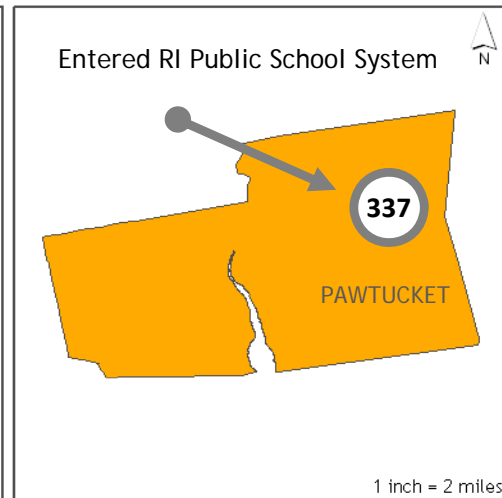 Entered RI Public School System
N
337
PAWTUCKET
1 inch = 2 miles